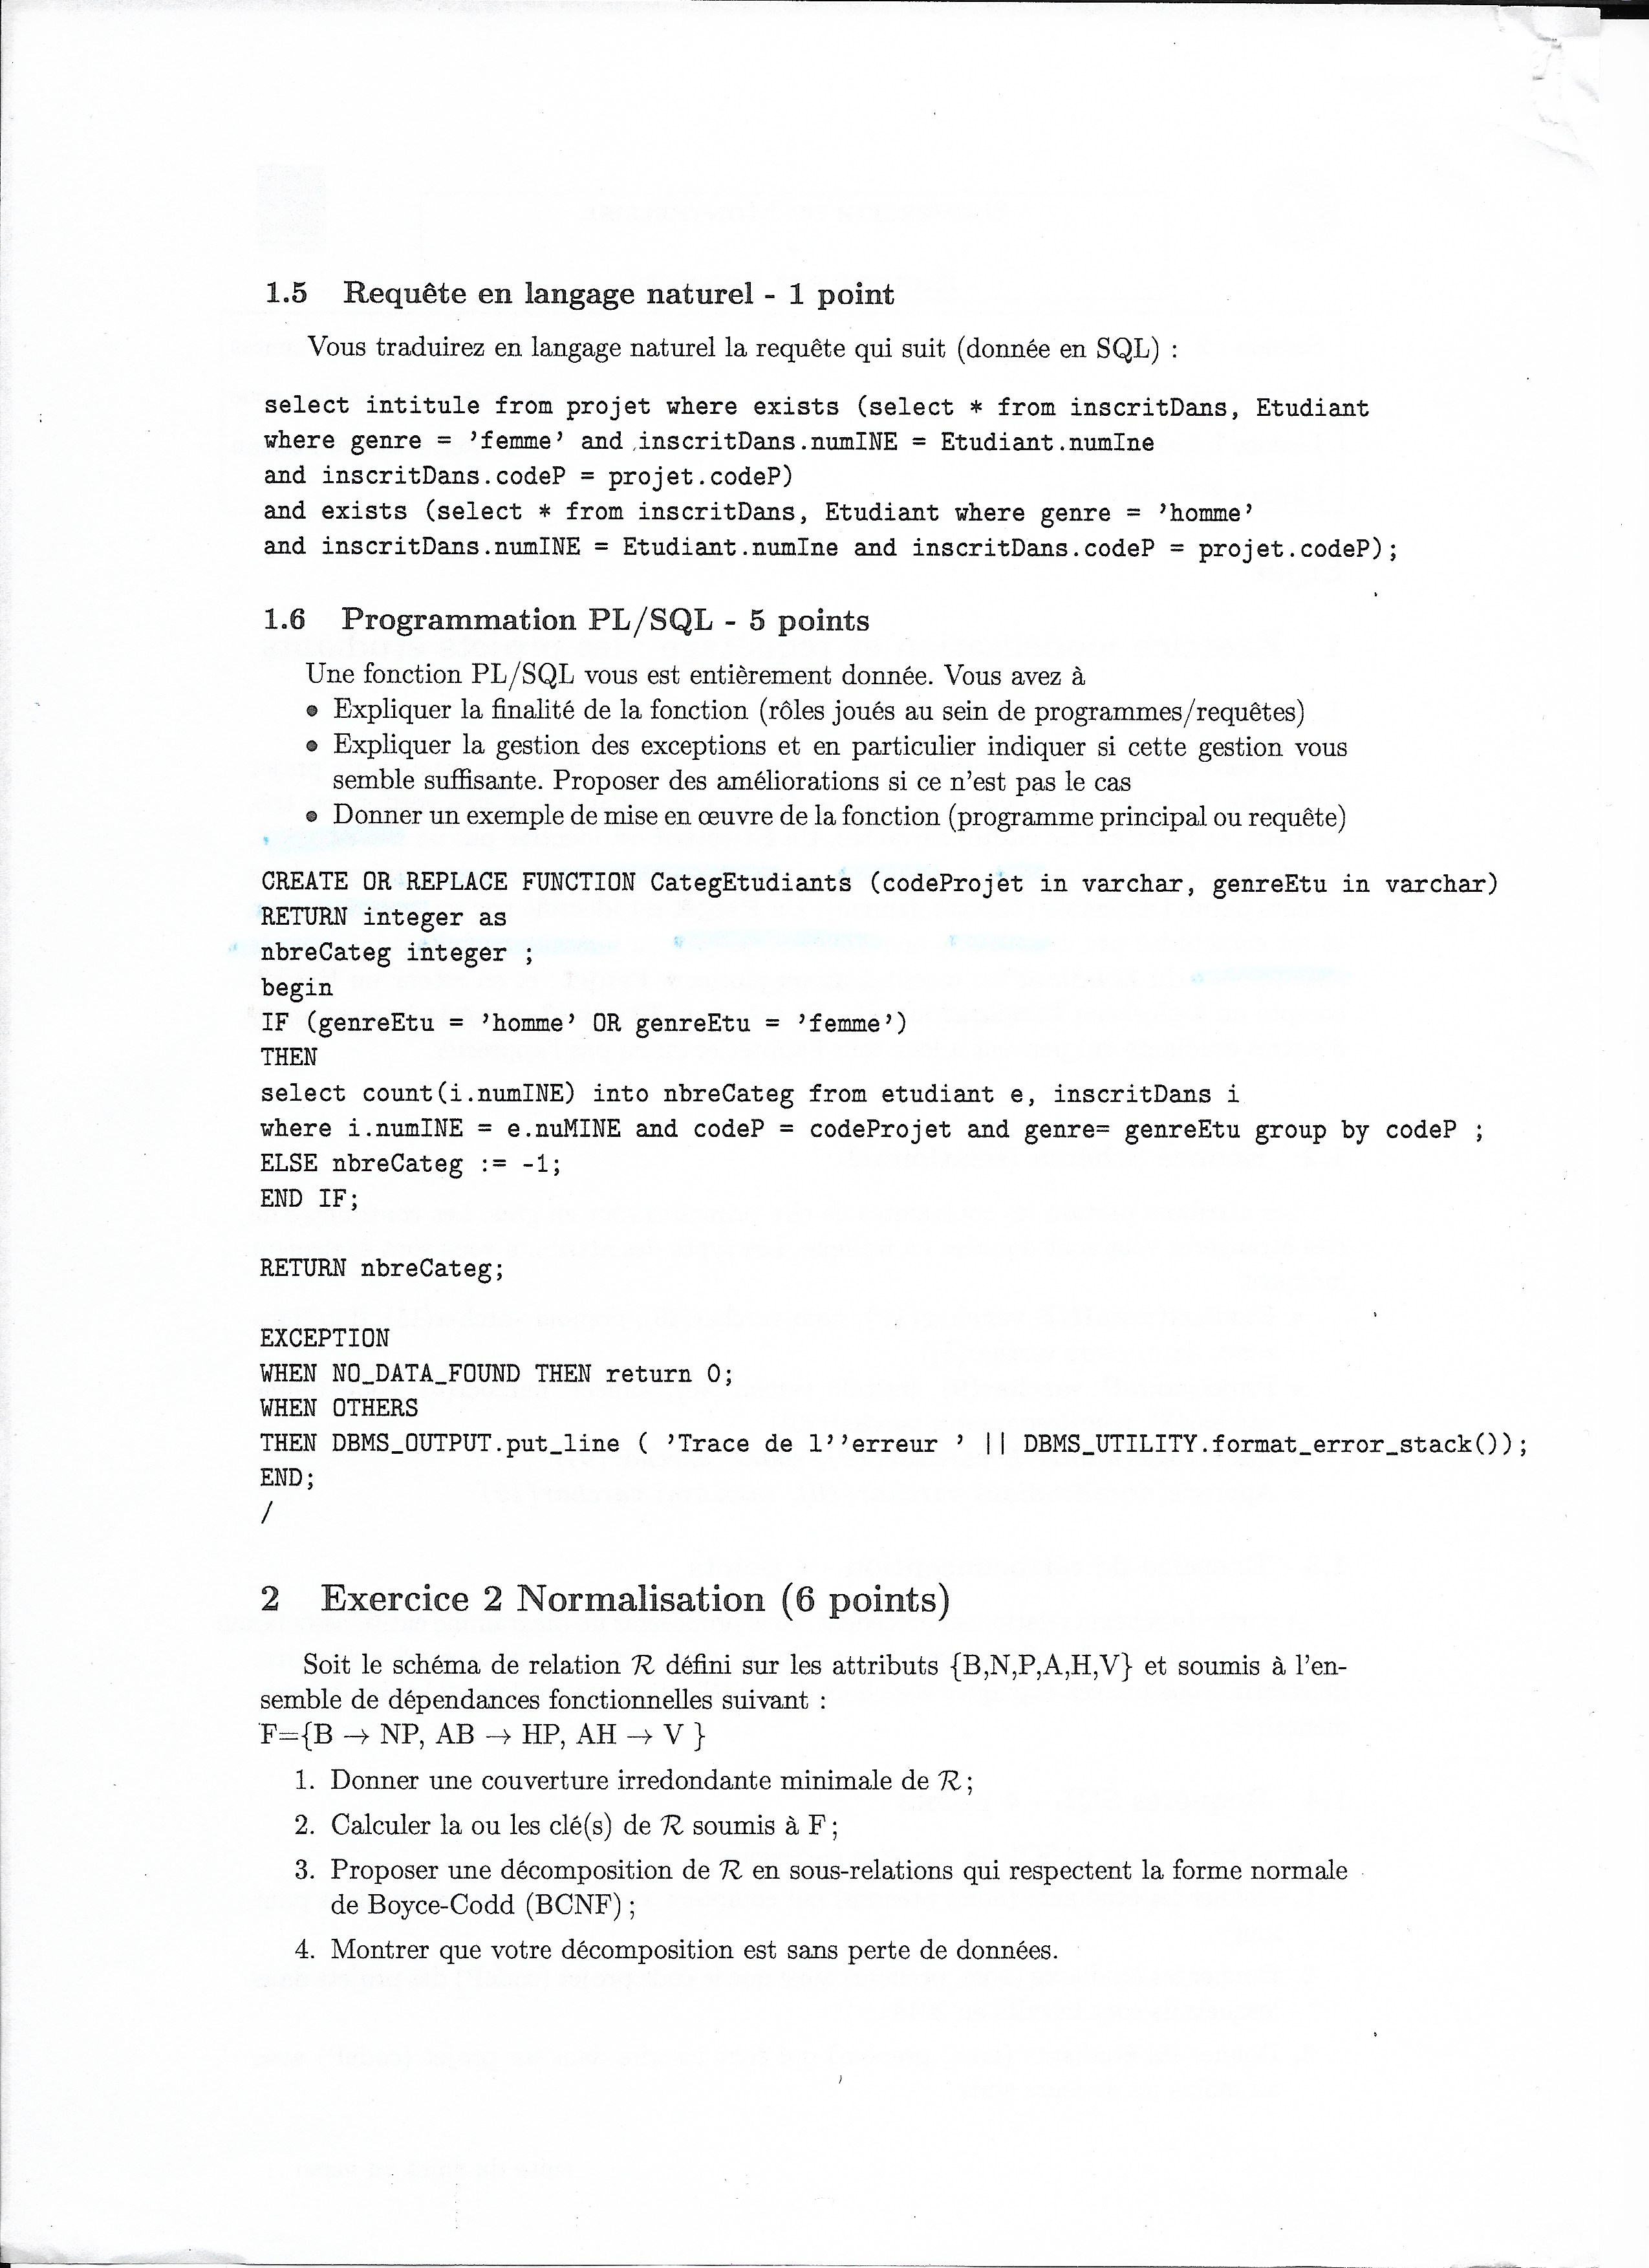 1.5 Requête en langage naturel - 1 point
Vous traduirez en langage naturel la requête qui suit (donnée en SQL) :
select intitule from projet where exists (select * from inscritDans, Etudiant
where genre = ’femme’ and inscritDans.numINE = Etudiant.numIne
and inscritDans.codeP = projet.codeP)
and exists (select * from inscritDans, Etudiant where genre = ’homme’
and inscritDans.numINE = Etudiant.numIne and inscritDans.codeP = projet.codeP);
1.6 Programmation PL/SQL - 5 points
Une fonction PL/SQL vous est entièrement donnée. Vous avez à
• Expliquer la finalité de la fonction (rôles joués au sein de programmes/requêtes)
• Expliquer la gestion des exceptions et en particulier indiquer si cette gestion vous
semble suffisante. Proposer des améliorations si ce n'est pas le cas
• Donner un exemple de mise en œuvre de la fonction (programme principal ou requête)
CREATE OR REPLACE FUNCTION CategEtudiants (codeProjet in varchar, genreEtu in varchar)
RETURN integer as
nbreCateg integer ;
begin
IF (genreEtu = ’homme’ OR genreEtu = ’femme’)
THEN
select count(i.numINE) into nbreCateg from etudiant e, inscritDans i
where i.numINE = e.nuMINE and codeP = codeProjet and genre= genreEtu group by codeP ;
ELSE nbreCateg := -1;
END IF;
RETURN nbreCateg;
EXCEPTION
WHEN NO_DATA_FOUND THEN return 0;
WHEN OTHERS
THEN DBMS_OUTPUT.put_line ( ’Trace de l’’erreur ’ || DBMS_UTILITY.format_error_stack());
END;
/
2 Exercice 2 Normalisation (6 points)
Soit le schéma de relation R défini sur les attributs {B,N,P,A,H,V} et soumis à l'en-
semble de dépendances fonctionnelles suivant :
F={B → NP, AB → HP, AH → V }
1. Donner une couverture irredondante minimale de R ;
2. Calculer la ou les clé(s) de R soumis à F ;
3. Proposer une décomposition de R en sous-relations qui respectent la forme normale
de Boyce-Codd (BCNF) ;
4. Montrer que votre décomposition est sans perte de données.